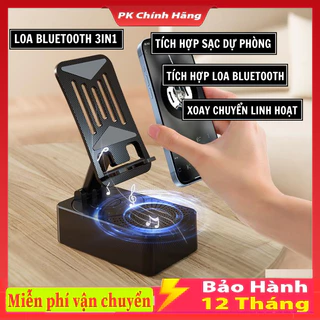 PK Chính Hãng
LOA BLUETOOTH 3IN1
TÍCH HỢP SẠC DỰ PHÒNG
TÍCH HỢP LOA BLUETOOTH
XOAY CHUYỂN LINH HOẠT
Miễn phí vận chuyển
Bảo Hành
12 Tháng